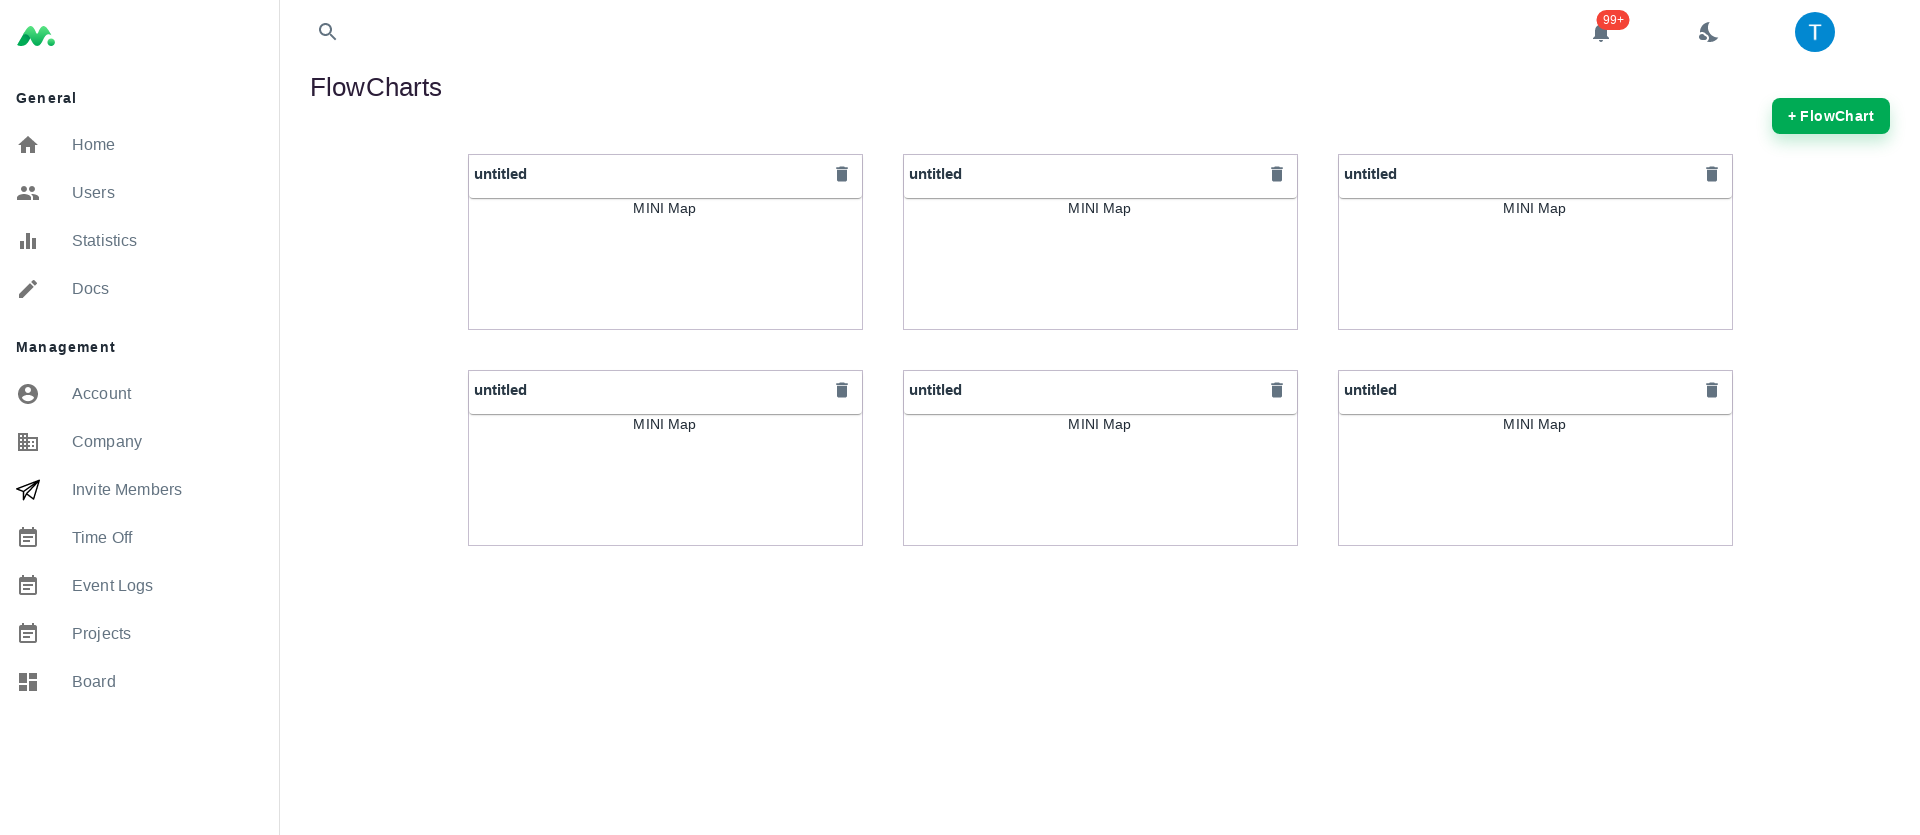 99+
T
General
Home
Users
Statistics
Docs
Management
Account
Company
Invite Members
Time Off
Event Logs
Projects
Board
FlowCharts
+ FlowChart
untitled
MINI Map
untitled
MINI Map
untitled
MINI Map
untitled
MINI Map
untitled
MINI Map
untitled
MINI Map